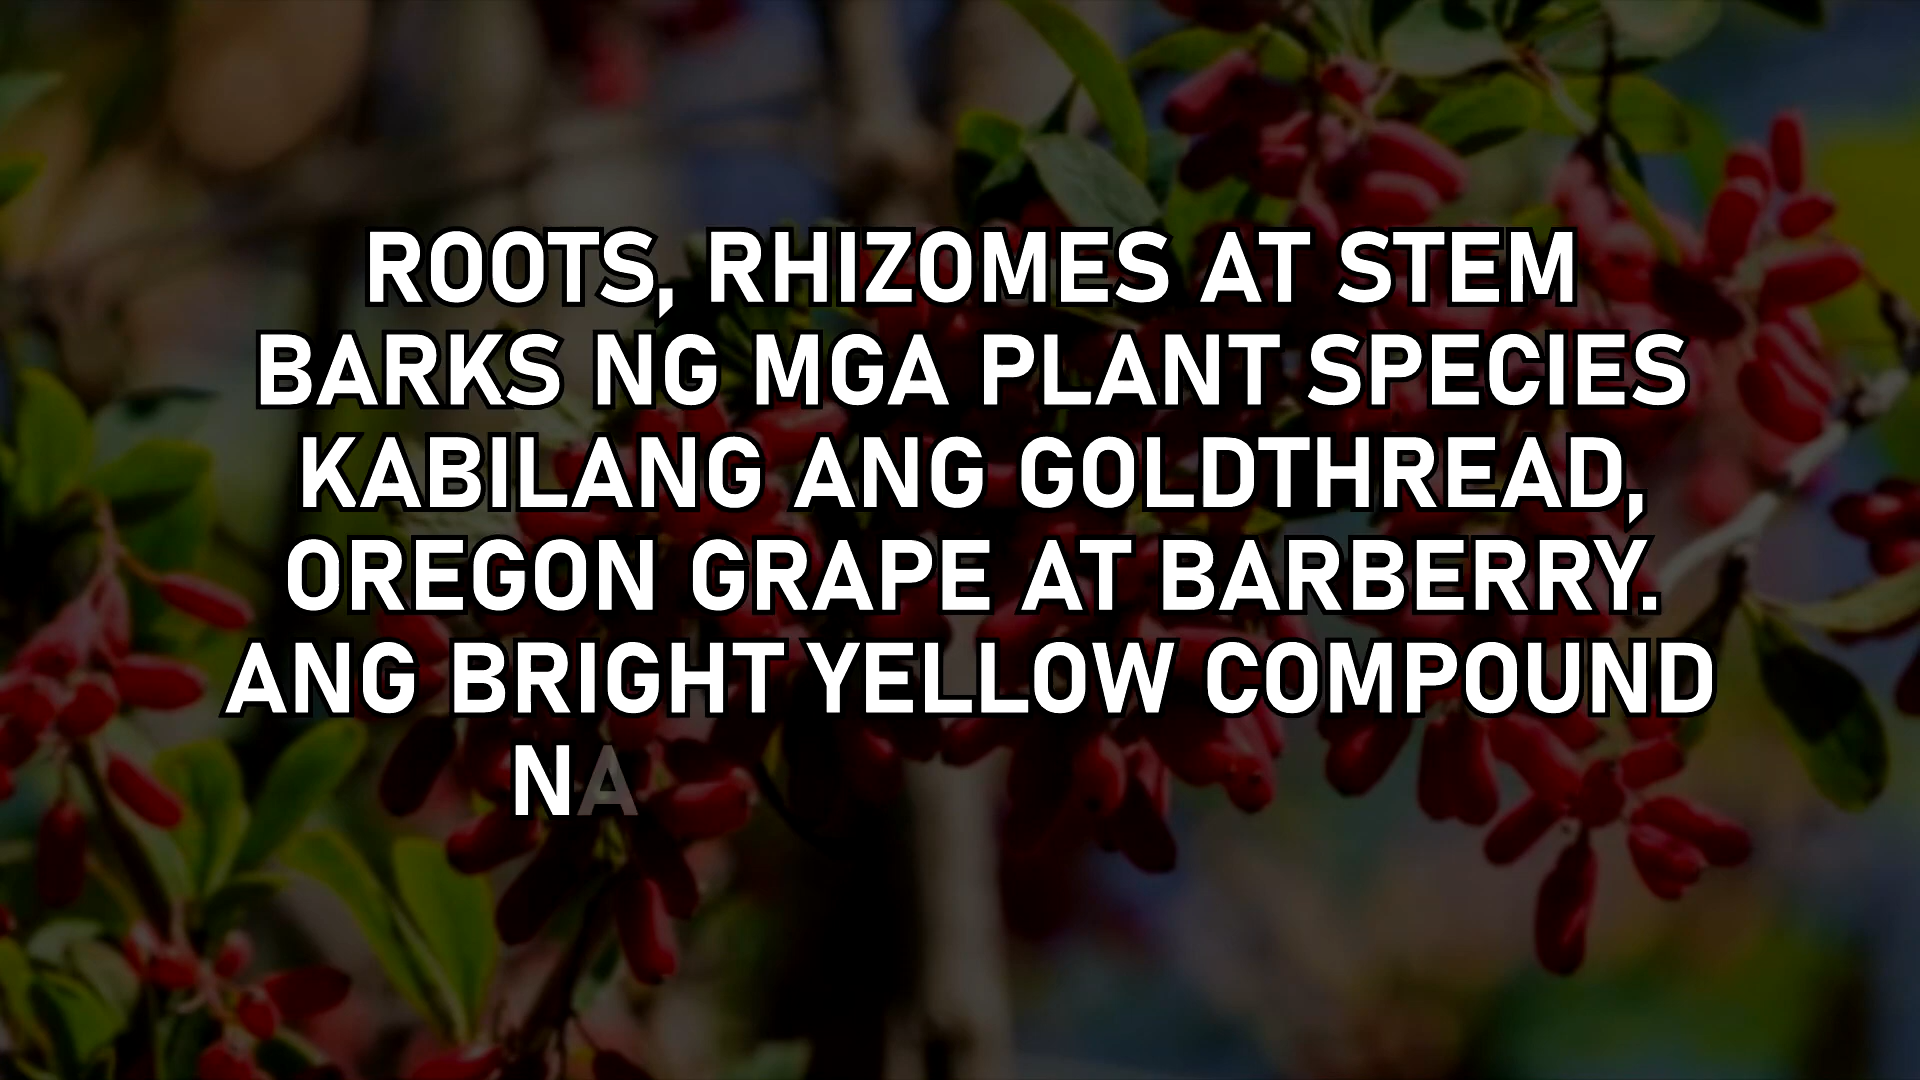 ROOTS, RHIZOMES AT STEM
BARKS NG MGA PLANT SPECIES
KABILANG ANG GOLDTHREAD,
OREGON GRAPE AT BARBERRY.
ANG BRIGHT YELLOW COMPOUND
NA